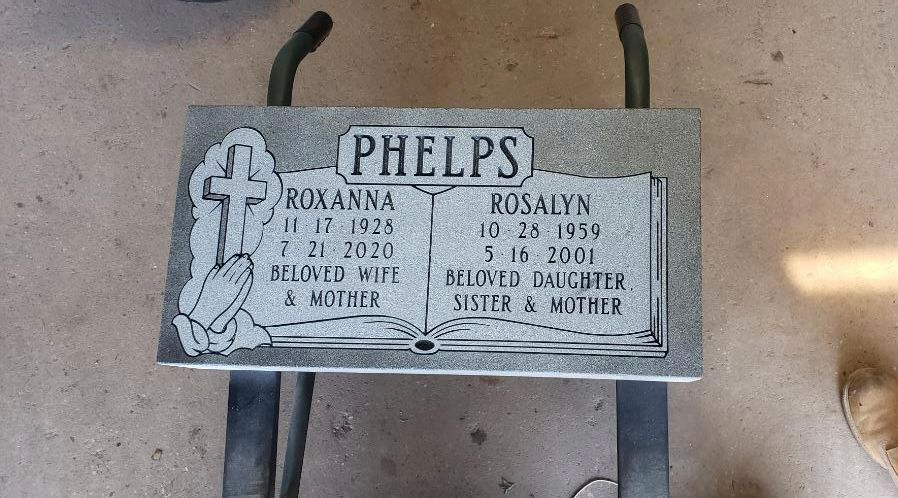 PHELPS
ROXANNA
11 17 1928
7 21 2020
BELOVED WIFE
& MOTHER
ROSALYN
10 · 28 · 1959
5 16 2001
BELOVED DAUGHTER,
SISTER & MOTHER